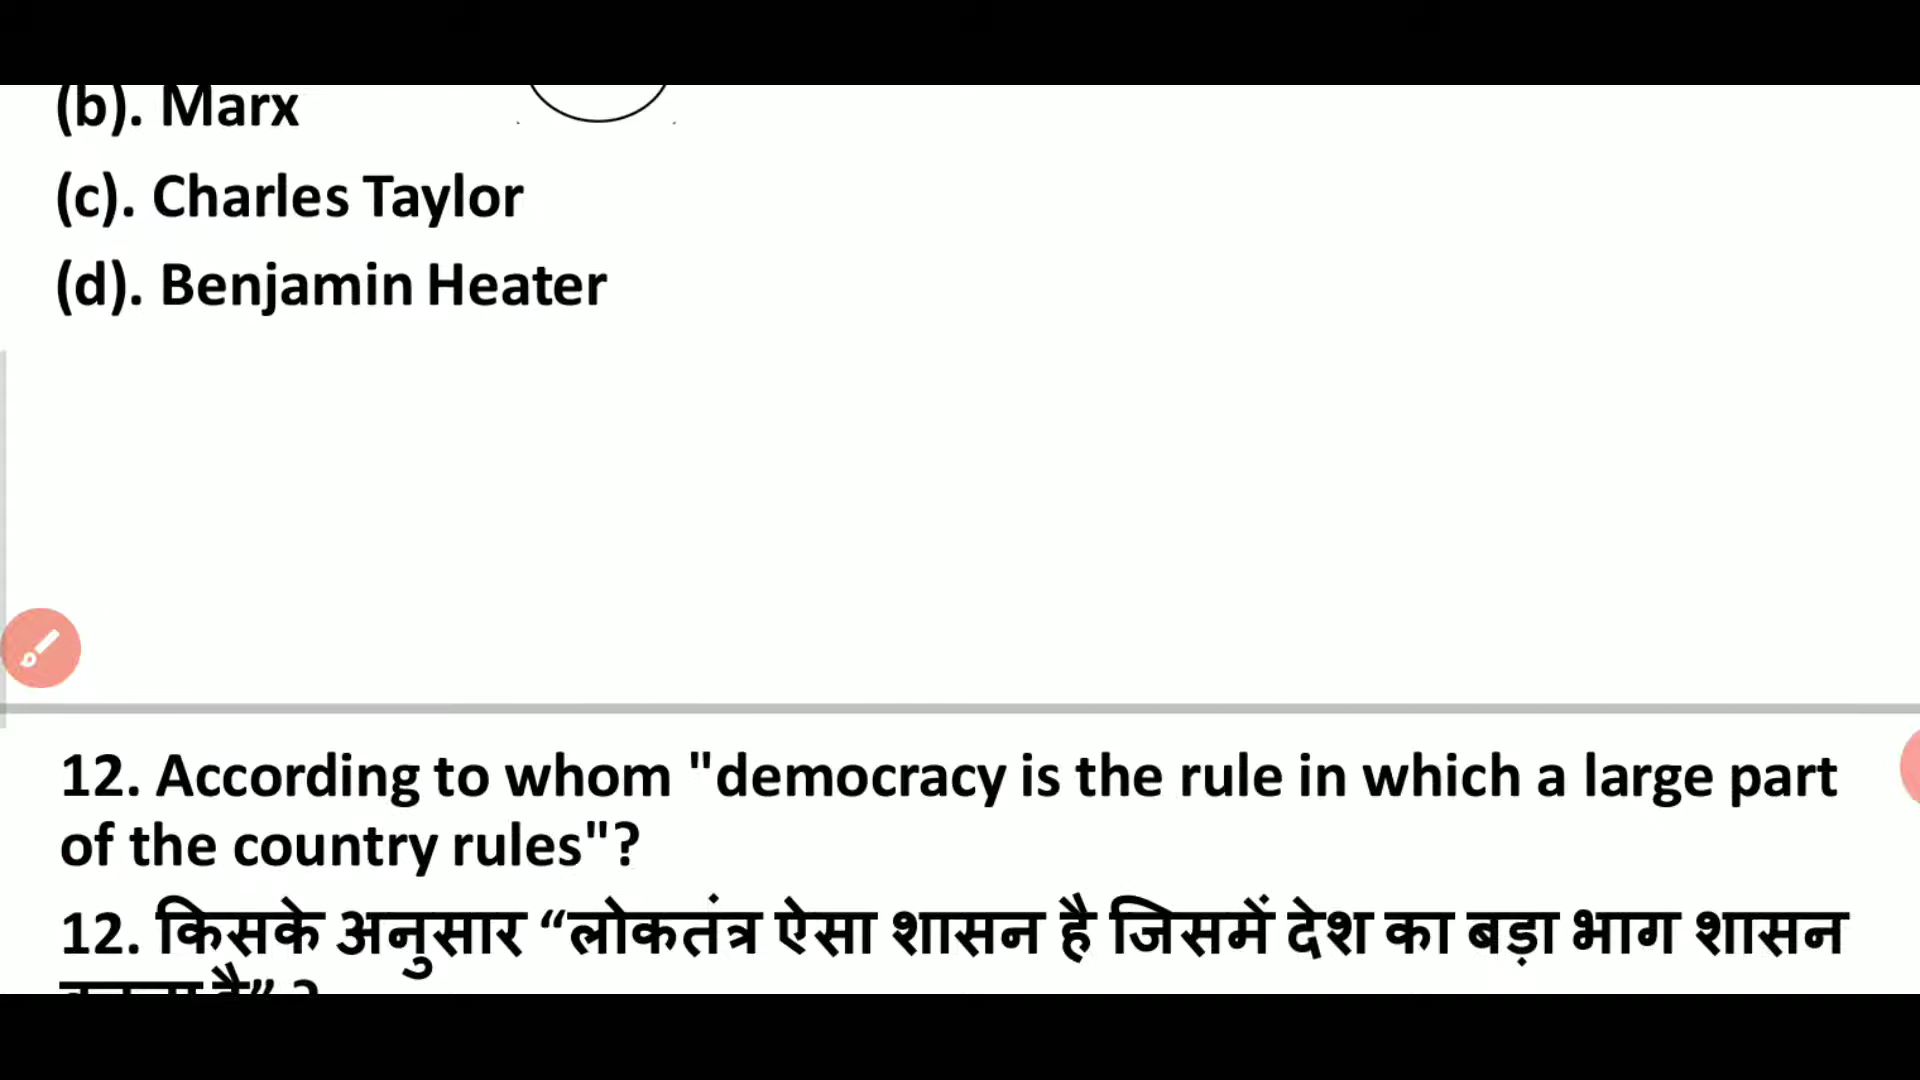 (b). Marx
(c). Charles Taylor
(d). Benjamin Heater
12. According to whom "democracy is the rule in which a large part
of the country rules"?
12. किसके अनुसार “लोकतंत्र ऐसा शासन है जिसमें देश का बड़ा भाग शासन
है” ?